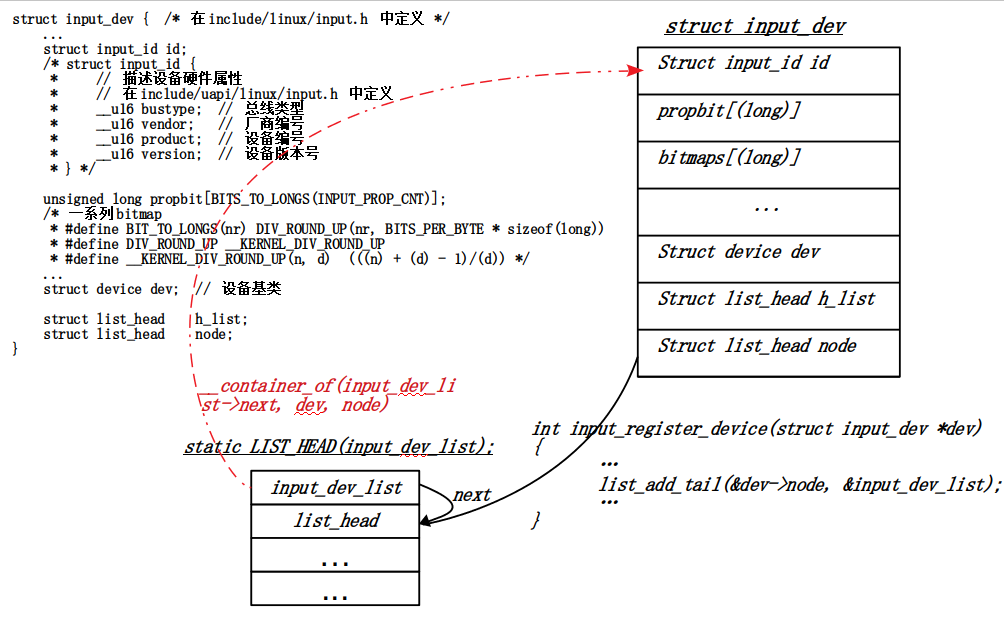 struct input_dev {  /* 在include/linux/input.h 中定义 */
...
struct input_id id;
/* struct input_id {
*     // 描述设备硬件属性
*     // 在include/uapi/linux/input.h 中定义
*     __u16 bustype;  // 总线类型
*     __u16 vendor;   // 厂商编号
*     __u16 product;  // 设备编号
*     __u16 version;  // 设备版本号
* } */
unsigned long propbit[BITS_TO_LONGS(INPUT_PROP_CNT)];
/* 一系列bitmap
* #define BIT_TO_LONGS(nr) DIV_ROUND_UP(nr, BITS_PER_BYTE * sizeof(long))
* #define DIV_ROUND_UP __KERNEL_DIV_ROUND_UP
* #define __KERNEL_DIV_ROUND_UP(n, d)  (((n) + (d) - 1)/(d)) */
...
struct device dev;  // 设备基类
struct list_head    h_list;
struct list_head    node;
}
struct input_dev
Struct input_id id
propbit[(long)]
bitmaps[(long)]
...
Struct device dev
Struct list_head h_list
Struct list_head node
__container_of(input_dev_li
st->next, dev, node)
static LIST_HEAD(input_dev_list);
input_dev_list
list_head
...
...
next
int input_register_device(struct input_dev *dev)
{
...
list_add_tail(&dev->node, &input_dev_list);
...
}